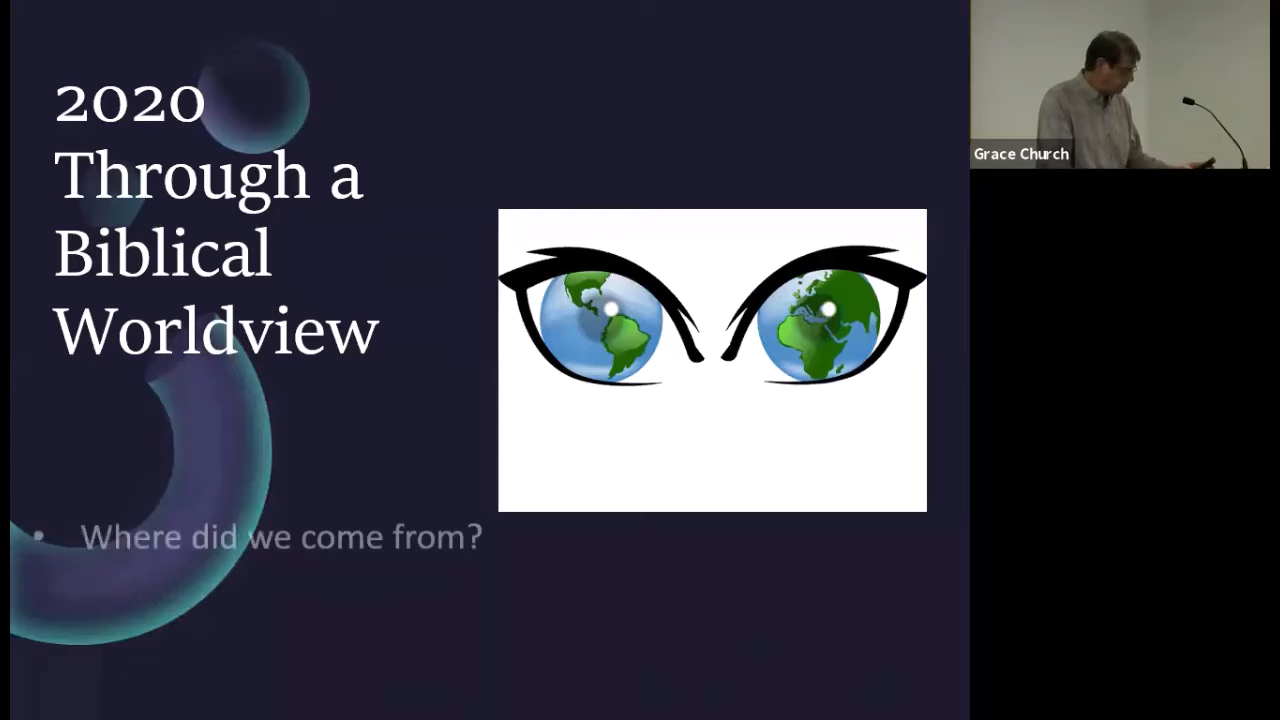 2020
Through a
Biblical
Worldview
• Where did we come from?
Grace Church